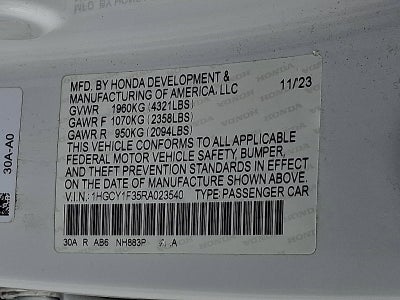 MFD. BY HONDA DEVELOPMENT & 11/23
MANUFACTURING OF AMERICA, LLC
GVWR 1960KG (4321LBS)
GAWR F 1070KG (2358LBS)
GAWR R 950KG (2094LBS)
THIS VEHICLE CONFORMS TO ALL APPLICABLE
FEDERAL MOTOR VEHICLE SAFETY, BUMPER,
AND THEFT PREVENTION STANDARDS IN EFFECT
ON THE DATE OF MANUFACTURE SHOWN ABOVE.
V.I.N.: 1HGCY1F35RA023540 TYPE: PASSENGER CAR
30A R AB6 NH883P A
30A-A0